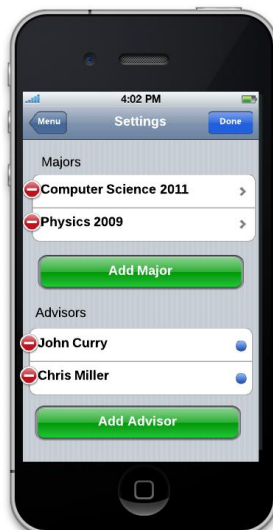 4:02 PM
Menu Settings Done
Majors
Computer Science 2011
Physics 2009
Add Major
Advisors
John Curry
Chris Miller
Add Advisor